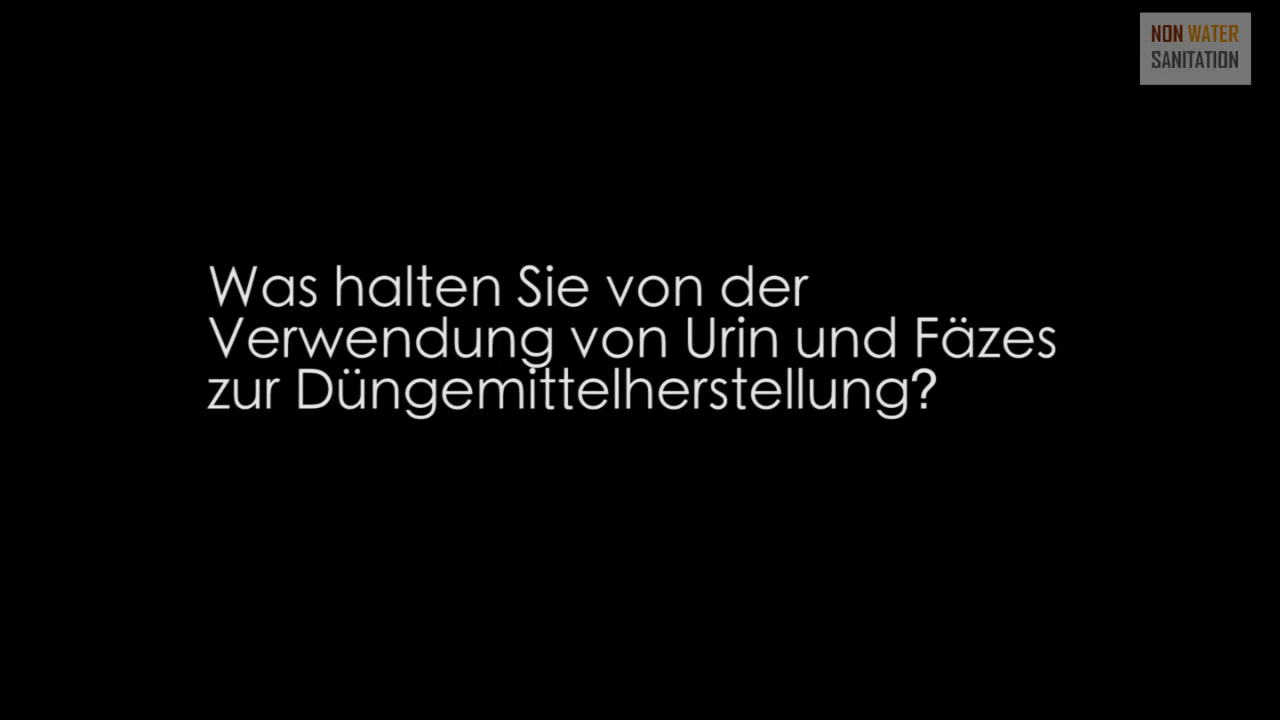 NON WATER
SANITATION
Was halten Sie von der
Verwendung von Urin und Fäzes
zur Düngemittelherstellung?